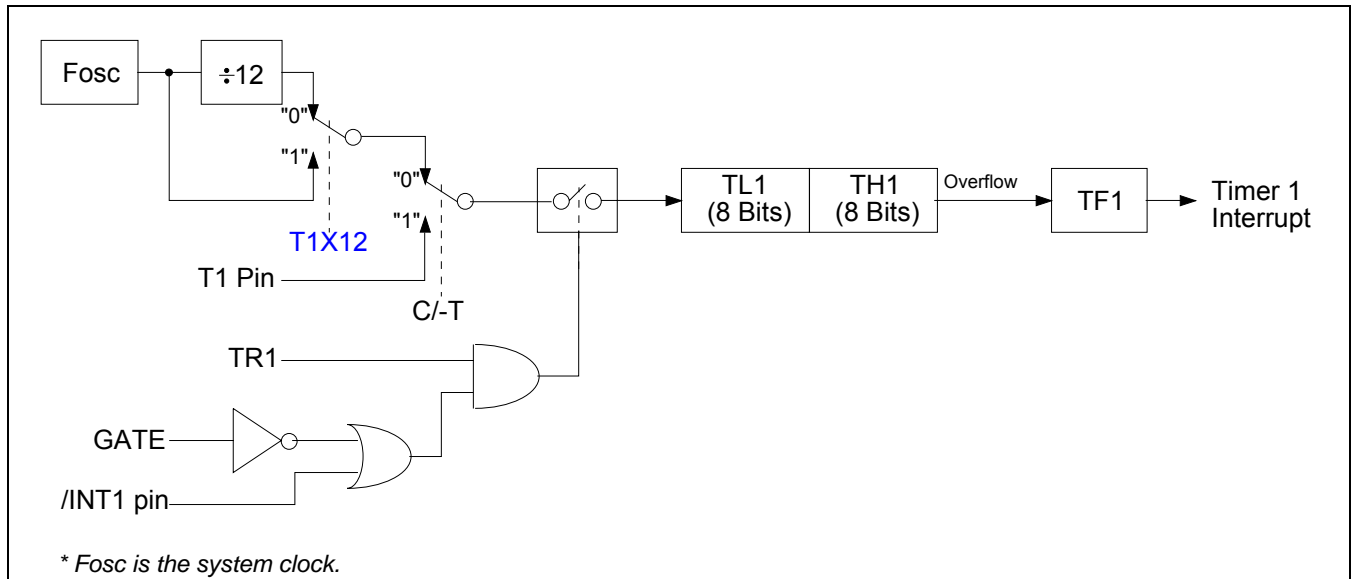 Fosc
÷12
"0"
"1"
T1X12
"0"
"1"
T1 Pin
C/-T
TL1
(8 Bits)
TH1
(8 Bits)
Overflow
TF1
Timer 1
Interrupt
TR1
GATE
/INT1 pin
* Fosc is the system clock.